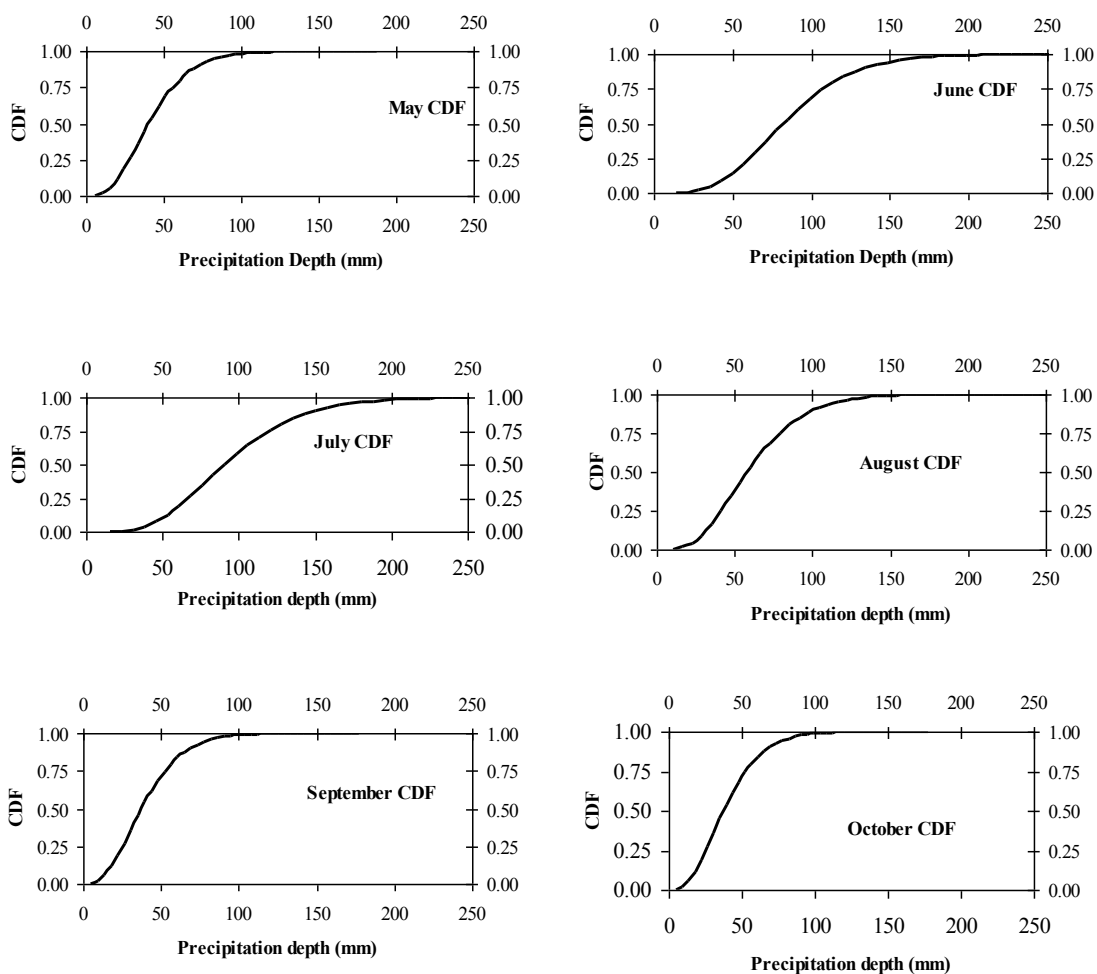 0 50 100 150 200 250
1.00 1.00
0.75 0.75
May CDF
0.50 0.50
0.25 0.25
0.00 0.00
CDF
0 50 100 150 200 250
Precipitation Depth (mm)
0 50 100 150 200 250
1.00 1.00
0.75 0.75
June CDF
0.50 0.50
0.25 0.25
0.00 0.00
CDF
0 50 100 150 200 250
Precipitation Depth (mm)
0 50 100 150 200 250
1.00 1.00
0.75 0.75
July CDF
0.50 0.50
0.25 0.25
0.00 0.00
CDF
0 50 100 150 200 250
Precipitation depth (mm)
0 50 100 150 200 250
1.00 1.00
0.75 0.75
August CDF
0.50 0.50
0.25 0.25
0.00 0.00
CDF
0 50 100 150 200 250
Precipitation depth (mm)
0 50 100 150 200 250
1.00 1.00
0.75 0.75
September CDF
0.50 0.50
0.25 0.25
0.00 0.00
CDF
0 50 100 150 200 250
Precipitation depth (mm)
0 50 100 150 200 250
1.00 1.00
0.75 0.75
0.50 0.50
October CDF
0.25 0.25
0.00 0.00
CDF
0 50 100 150 200 250
Precipitation depth (mm)